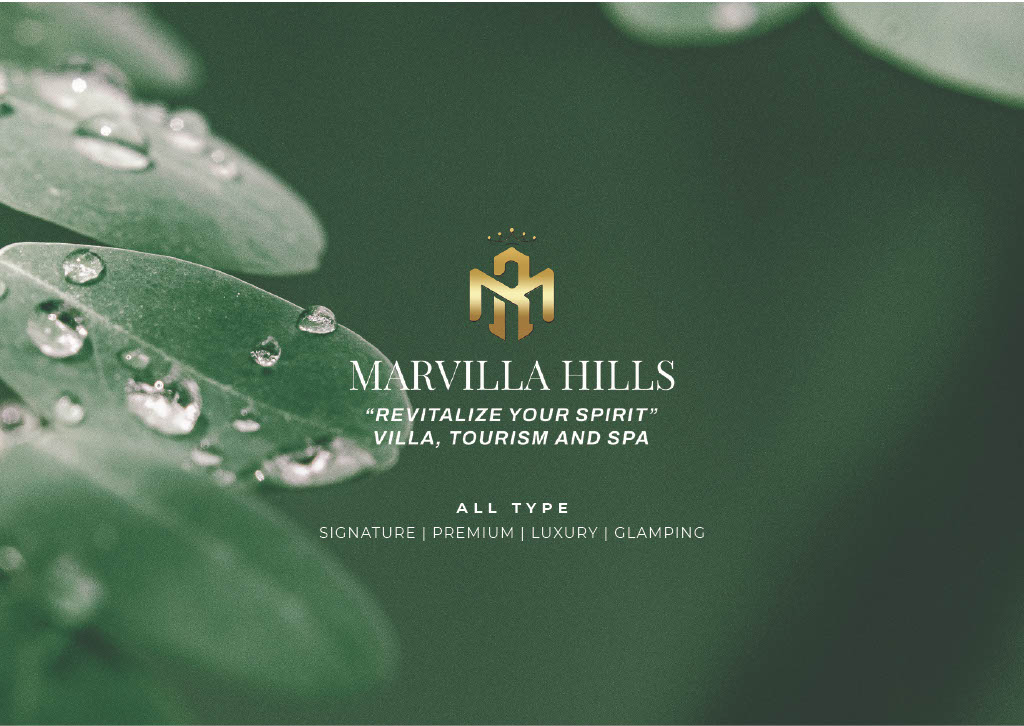 MARVILLA HILLS
“REVITALIZE YOUR SPIRIT”
VILLA, TOURISM AND SPA
ALL TYPE
SIGNATURE | PREMIUM | LUXURY | GLAMPING